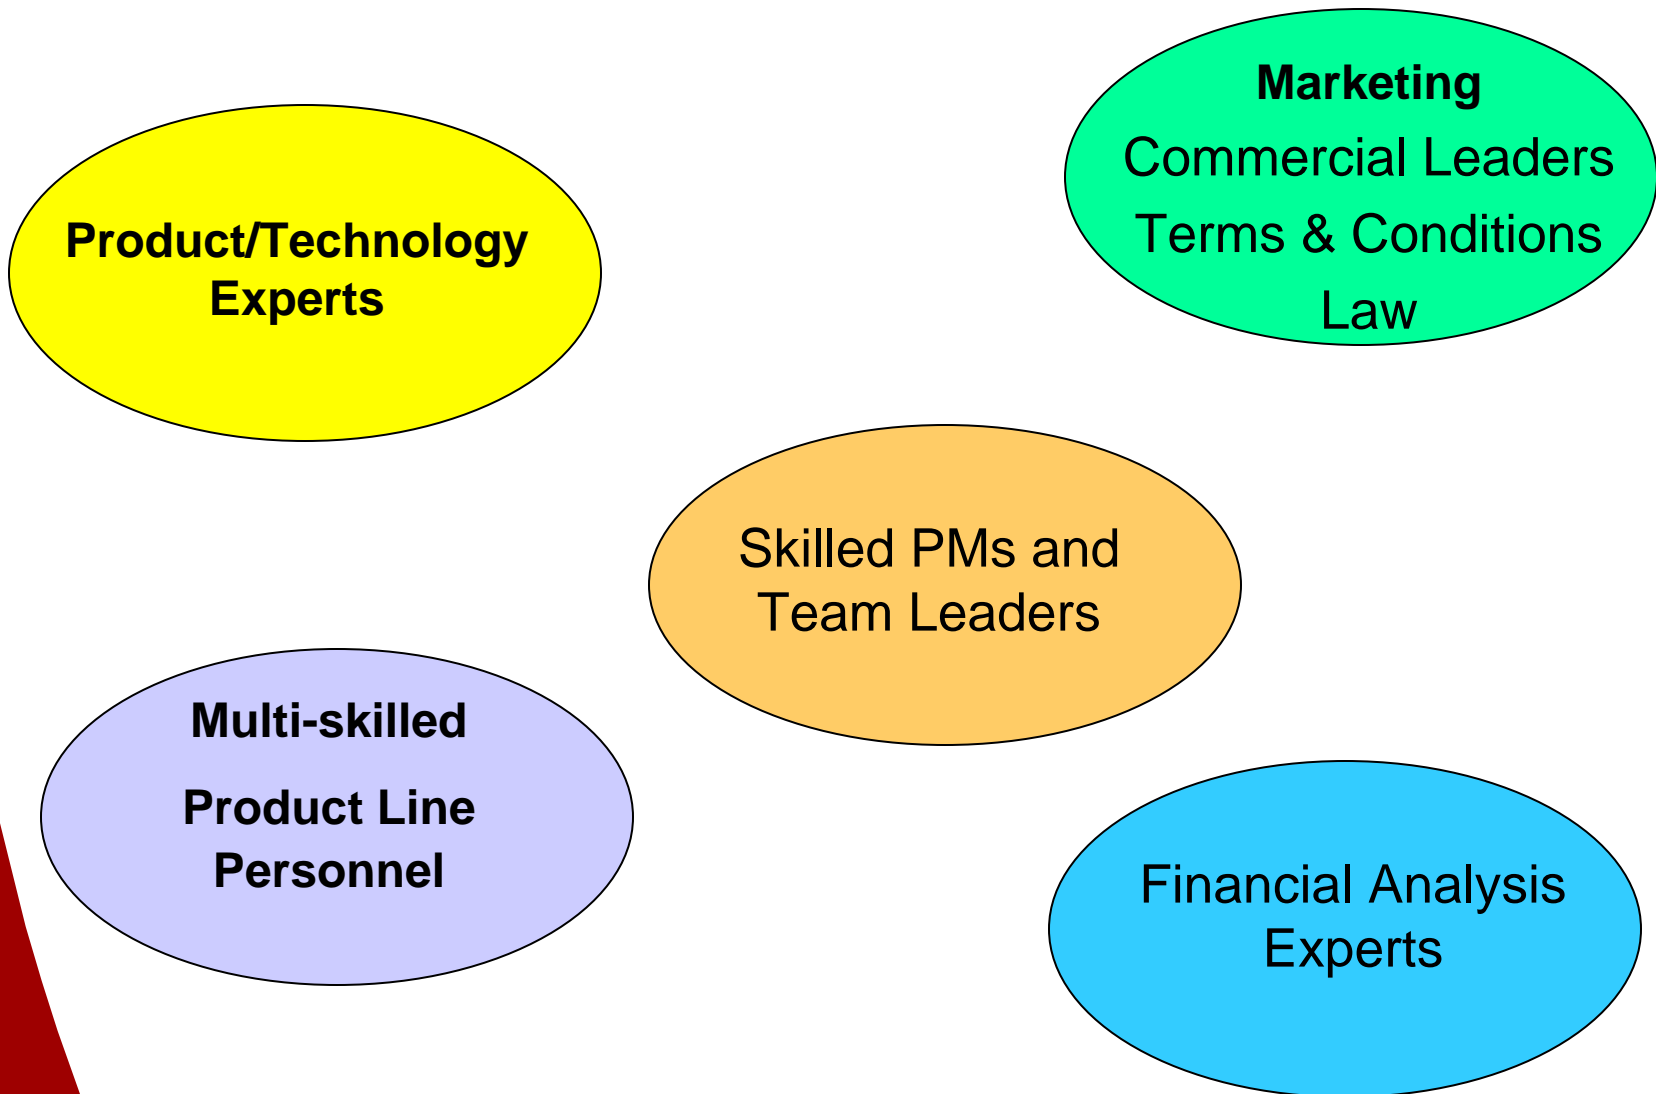 Marketing
Commercial Leaders
Terms & Conditions
Law
Product/Technology
Experts
Skilled PMs and
Team Leaders
Multi-skilled
Product Line
Personnel
Financial Analysis
Experts